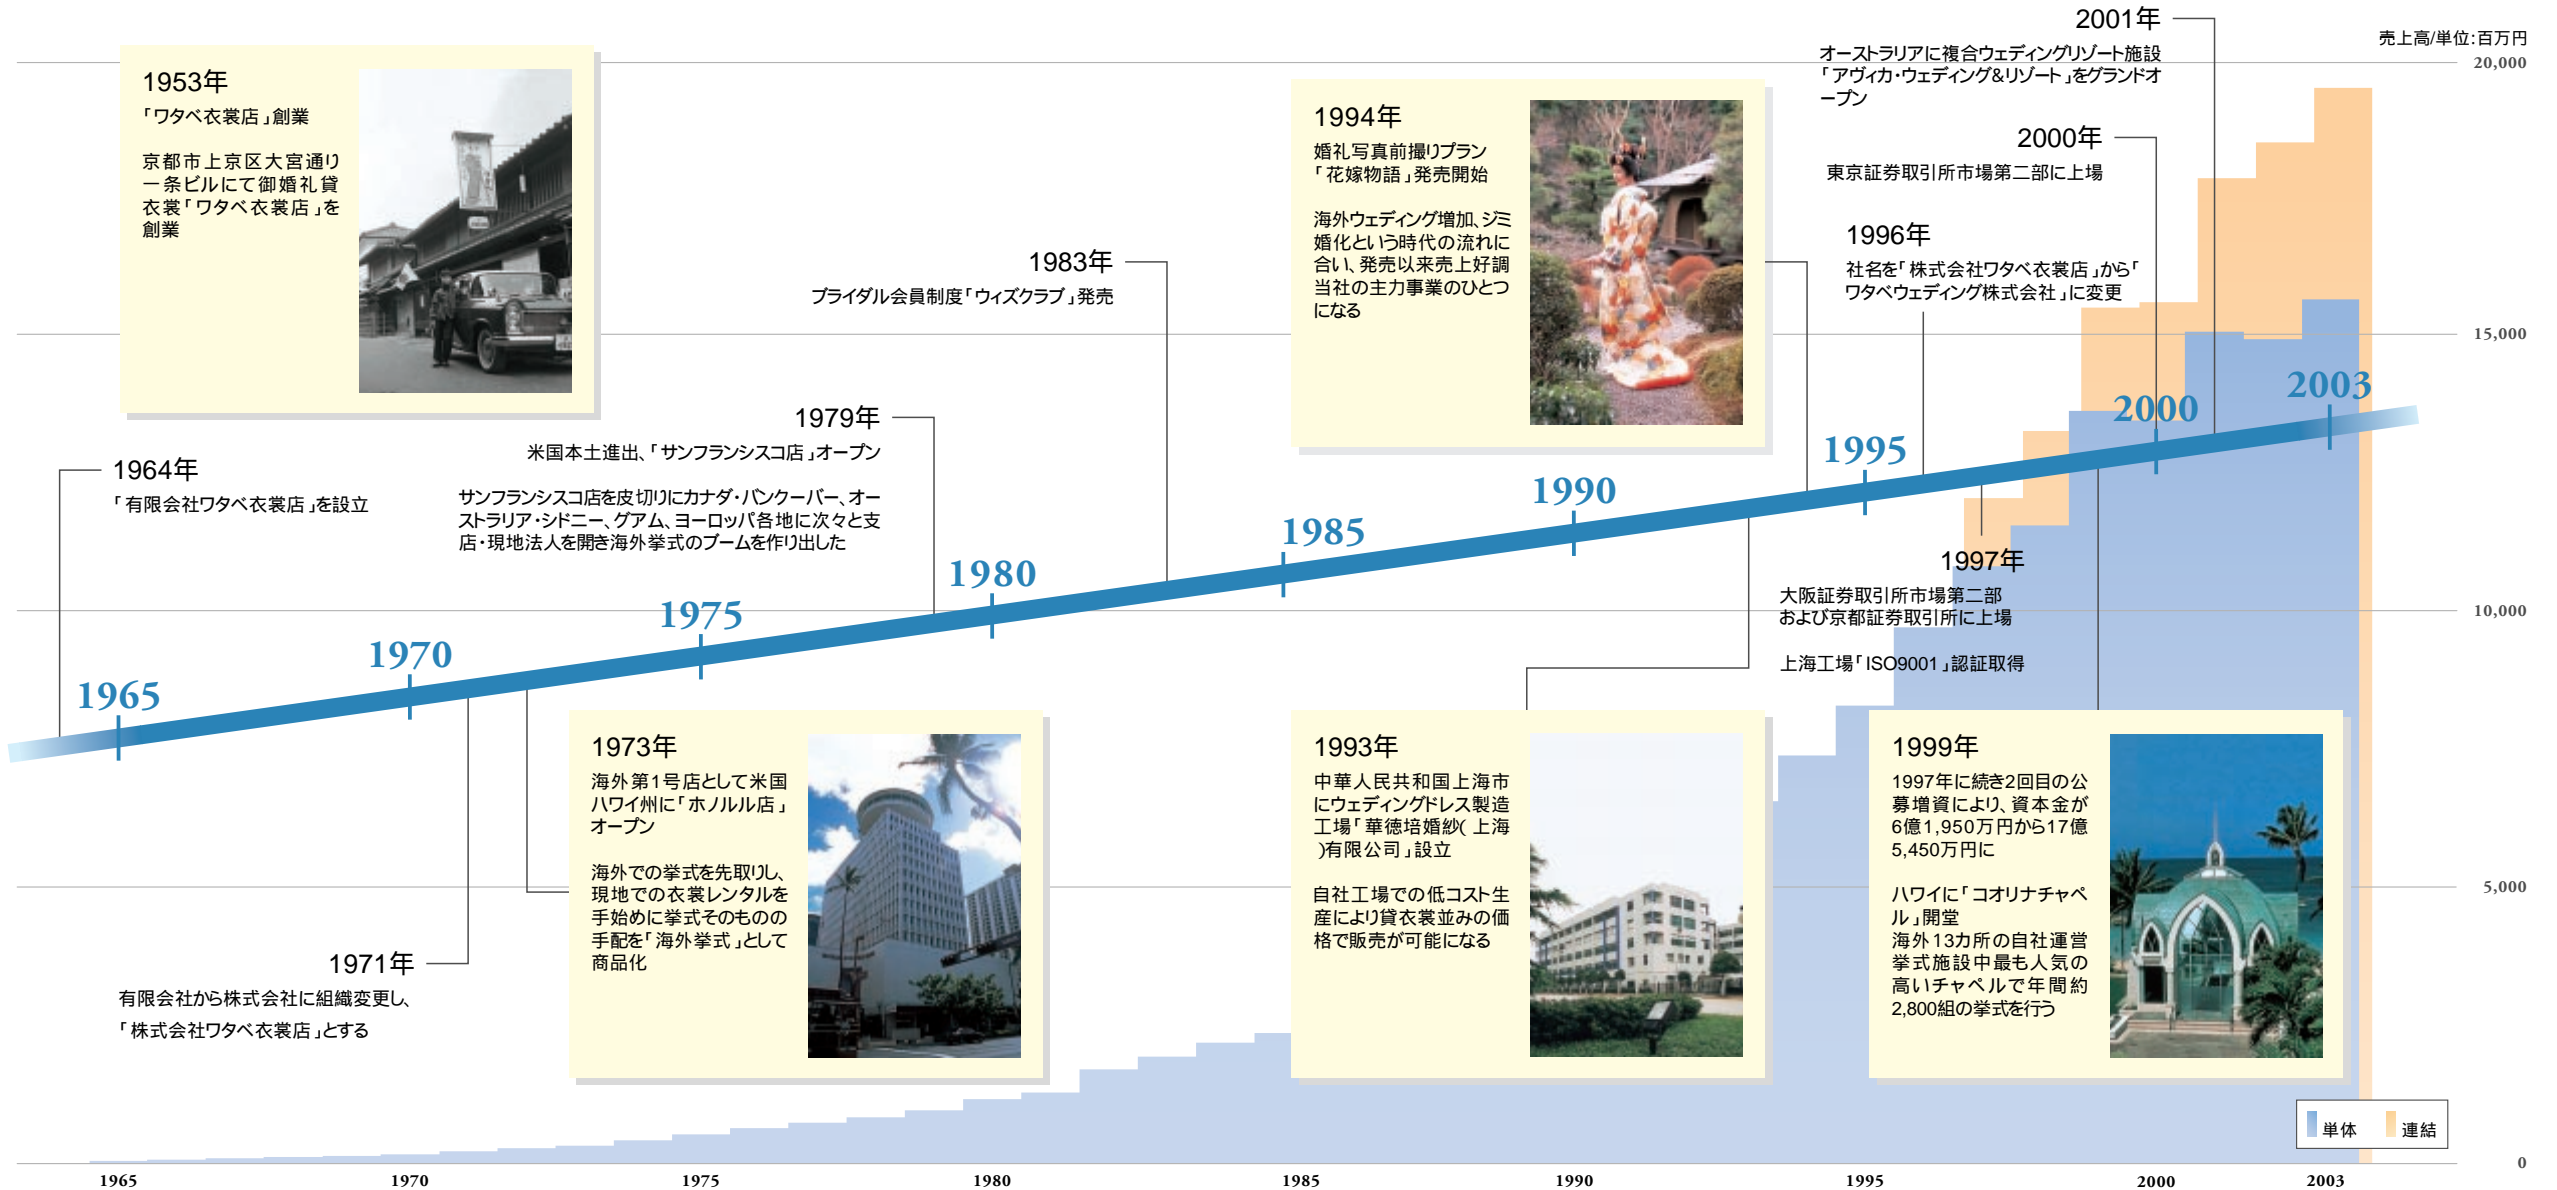 1953年
「ワタベ衣裳店」創業
京都市上京区大宮通り
一条ビルにて御婚礼貸
衣裳「ワタベ衣裳店」を
創業
1964年
「有限会社ワタベ衣裳店」を設立
1971年
有限会社から株式会社に組織変更し、
「株式会社ワタベ衣裳店」とする
1973年
海外第1号店として米国
ハワイ州に「ホノルル店」
オープン
海外での挙式を先取りし、
現地での衣裳レンタルを
手始めに挙式そのものの
手配を「海外挙式」として
商品化
1979年
米国本土進出、「サンフランシスコ店」オープン
サンフランシスコ店を皮切りにカナダ・バンクーバー、オー
ストラリア・シドニー、グアム、ヨーロッパ各地に次々と支
店・現地法人を開き海外挙式のブームを作り出した
1983年
ブライダル会員制度「ウィズクラブ」発売
1993年
中華人民共和国上海市
にウェディングドレス製造
工場「華徳培婚紗(上海
)有限公司」設立
自社工場での低コスト生
産により貸衣裳並みの価
格で販売が可能になる
1994年
婚礼写真前撮りプラン
「花嫁物語」発売開始
海外ウェディング増加、ジミ
婚化という時代の流れに
合い、発売以来売上好調
当社の主力事業のひとつ
になる
1996年
社名を「株式会社ワタベ衣裳店」から「
ワタベウェディング株式会社」に変更
1997年
大阪証券取引所市場第二部
および京都証券取引所に上場
上海工場「ISO9001」認証取得
1999年
1997年に続き2回目の公
募増資により、資本金が
6億1,950万円から17億
5,450万円に
ハワイに「コオリナチャペ
ル」開堂
海外13カ所の自社運営
挙式施設中最も人気の
高いチャペルで年間約
2,800組の挙式を行う
2000年
東京証券取引所市場第二部に上場
2001年
オーストラリアに複合ウェディングリゾート施設
「アヴィカ・ウェディング&リゾート」をグランドオ
ープン
売上高/単位:百万円
20,000
15,000
10,000
5,000
0
1965
1970
1975
1980
1985
1990
1995
2000
2003
単体
連結
1965
1970
1975
1980
1985
1990
1995
2000
2003